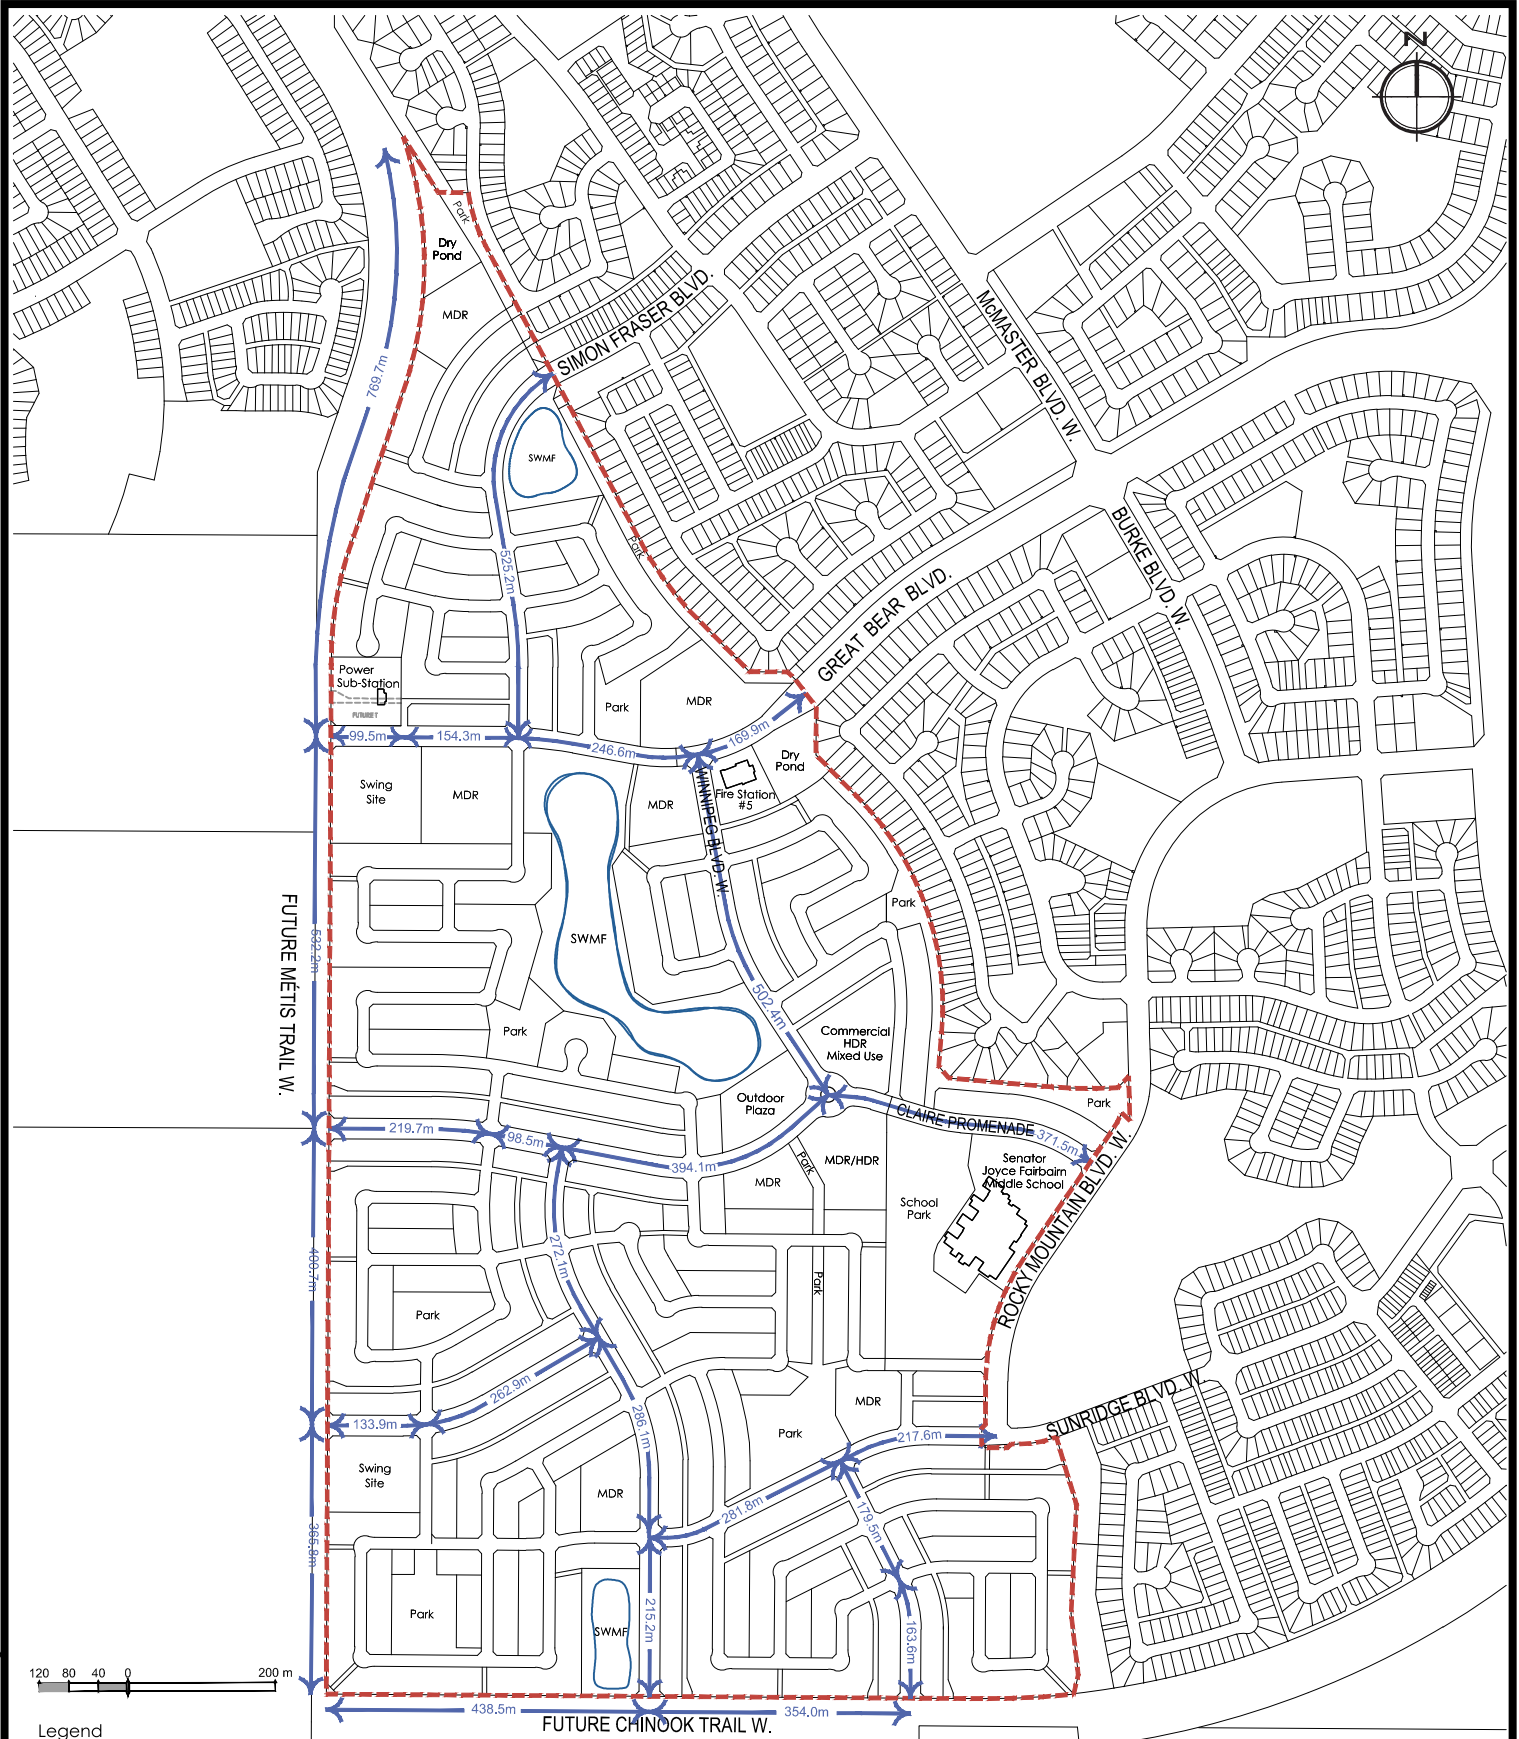 N
Park
Dry
Pond
MDR
SIMON FRASER BLVD.
McMASTER BLVD. W.
769.7m
SWMF
525.2m
Park
BURKE BLVD. W.
GREAT BEAR BLVD.
Power
Sub-Station
Park
MDR
99.5m
154.3m
246.6m
169.9m
Dry
Pond
Swing
Site
MDR
MDR
Fire Station
#5
WINNIPEG BLVD. W.
Park
FUTURE MÉTIS TRAIL W.
532.2m
SWMF
502.4m
Park
Commercial
HDR
Mixed Use
Outdoor
Plaza
Park
CLAIRE PROMENADE
371.5m
219.7m
98.5m
394.1m
Park
MDR/HDR
MDR
Senator
Joyce Fairbairn
Middle School
School
Park
ROCKY MOUNTAIN BLVD. W.
400.7m
272.1m
Park
Park
262.9m
133.9m
286.1m
MDR
Park
217.6m
SUNRIDGE BLVD. W.
Swing
Site
MDR
281.8m
179.5m
365.8m
Park
SWMF
215.2m
163.6m
120 80 40 0 200 m
438.5m
354.0m
FUTURE CHINOOK TRAIL W.
Legend